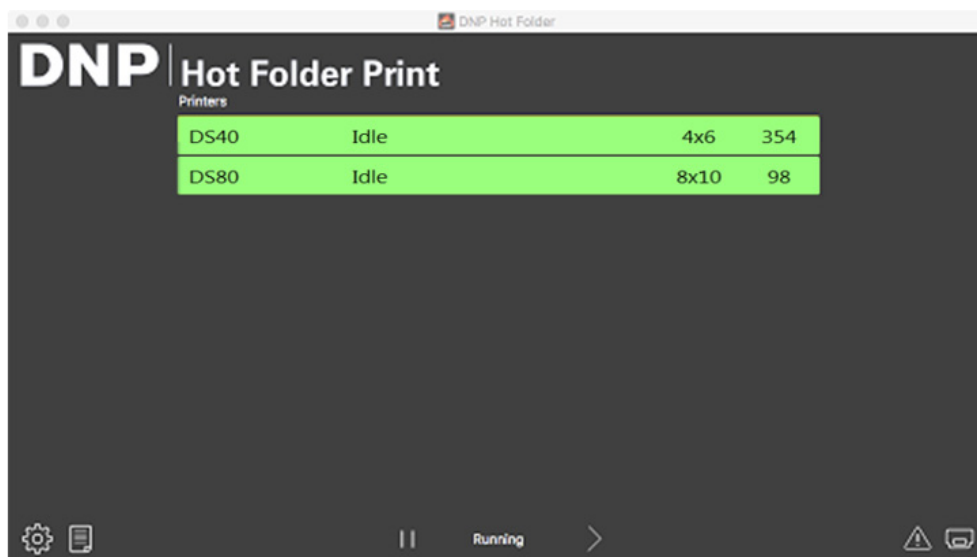 DNP Hot Folder
DNP Hot Folder Print
Printers
DS40 Idle 4x6 354
DS80 Idle 8x10 98
Running